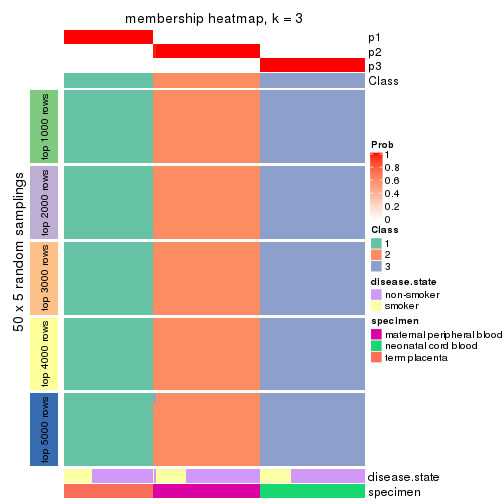 membership heatmap, k = 3
p1
p2
p3
Class
50 x 5 random samplings
top 1000 rows
top 2000 rows
top 3000 rows
top 4000 rows
top 5000 rows
disease.state
specimen
Prob
1
0.8
0.6
0.4
0.2
0
Class
1
2
3
disease.state
non-smoker
smoker
specimen
maternal peripheral blood
neonatal cord blood
term placenta